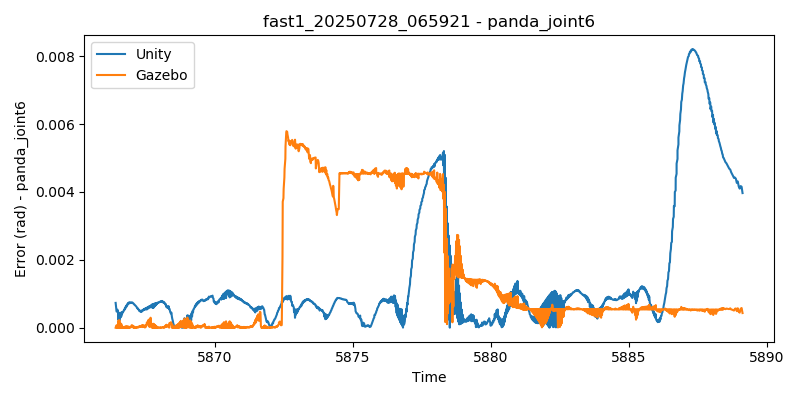 fast1_20250728_065921 - panda_joint6
Unity
Gazebo
Error (rad) - panda_joint6
0.008
0.006
0.004
0.002
0.000
5870
5875
5880
5885
5890
Time